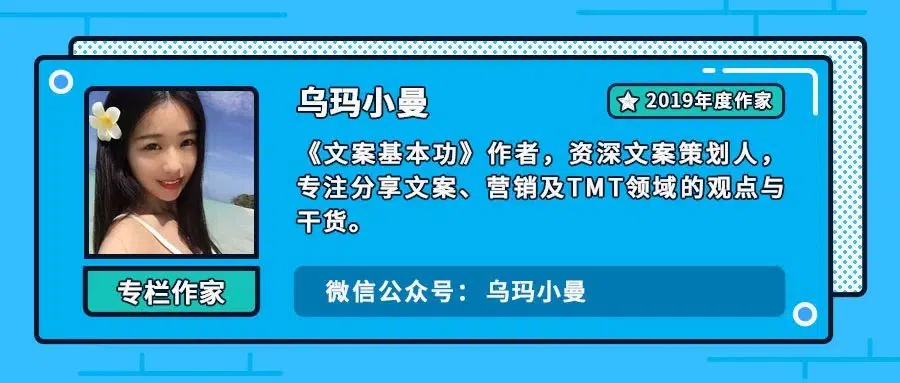 乌玛小曼
2019年度作家
《文案基本功》作者，资深文案策划人，
专注分享文案、营销及TMT领域的观点与
干货。
专栏作家
微信公众号：乌玛小曼